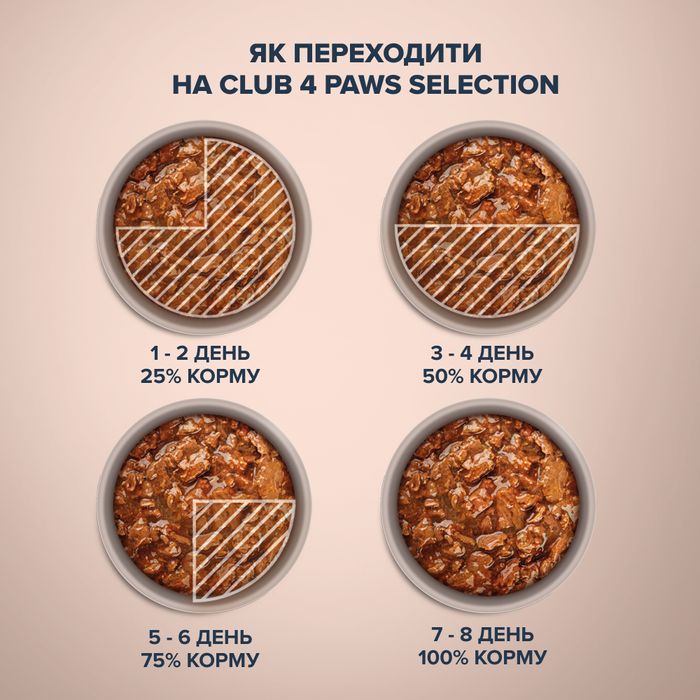 ЯК ПЕРЕХОДИТИ
НА CLUB 4 PAWS SELECTION
1 - 2 ДЕНЬ
25% КОРМУ
3 - 4 ДЕНЬ
50% КОРМУ
5 - 6 ДЕНЬ
75% КОРМУ
7 - 8 ДЕНЬ
100% КОРМУ